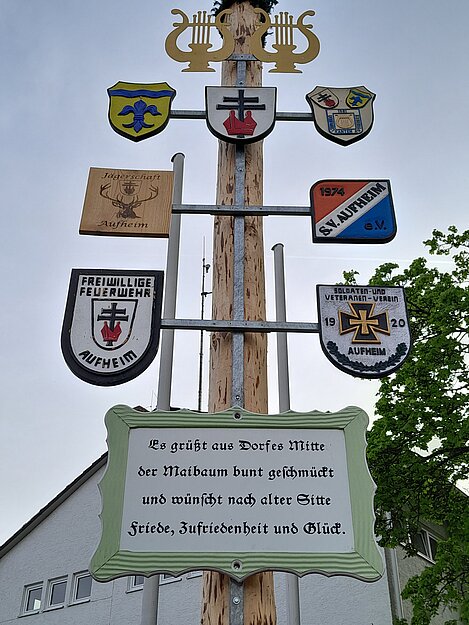 Jägerschaft
Aufheim
1974
S.V. AUFHEIM
e.V.
FREIWILLIGE
FEUERWEHR
AUFHEIM
SOLDATEN-UND
VETERANEN-VEREIN
19 20
AUFHEIM
Es grüßt aus Dorfes Mitte
der Maibaum bunt geschmückt
und wünscht nach alter Sitte
Friede, Zufriedenheit und Glück.